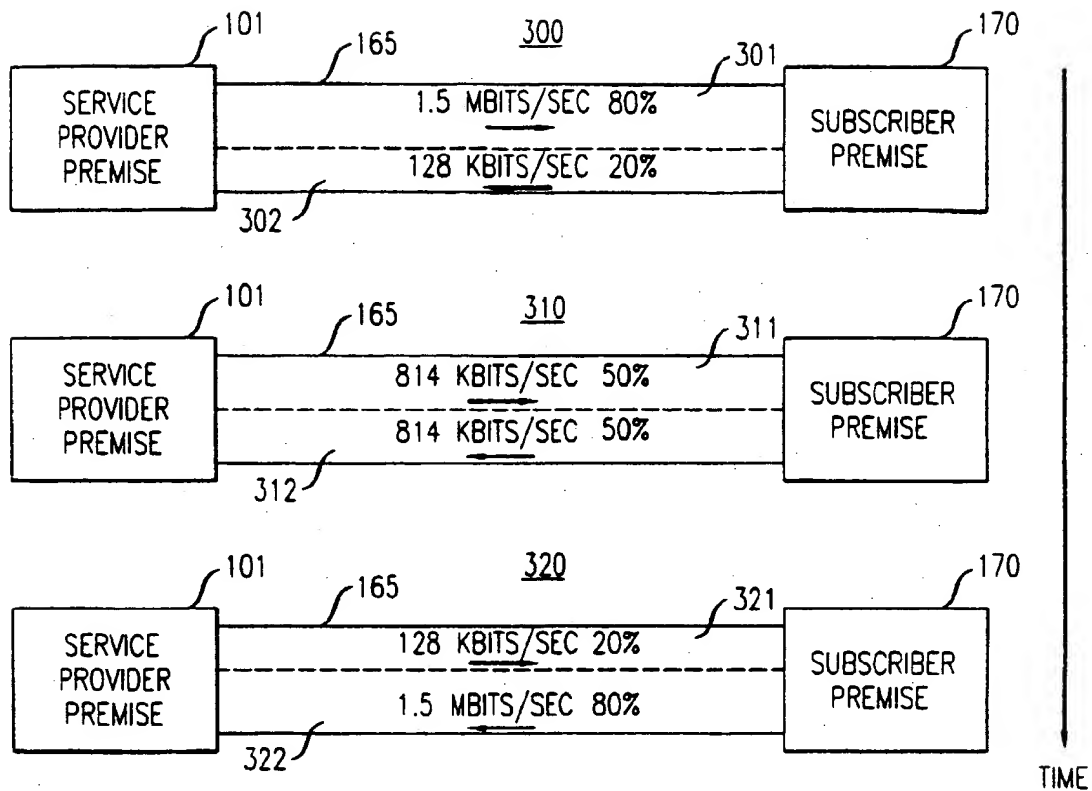 101
165
300
301
170
SERVICE
PROVIDER
PREMISE
1.5 MBITS/SEC 80%
128 KBITS/SEC 20%
302
SUBSCRIBER
PREMISE
101
165
310
311
170
SERVICE
PROVIDER
PREMISE
814 KBITS/SEC 50%
814 KBITS/SEC 50%
312
SUBSCRIBER
PREMISE
101
165
320
321
170
SERVICE
PROVIDER
PREMISE
128 KBITS/SEC 20%
1.5 MBITS/SEC 80%
322
SUBSCRIBER
PREMISE
TIME